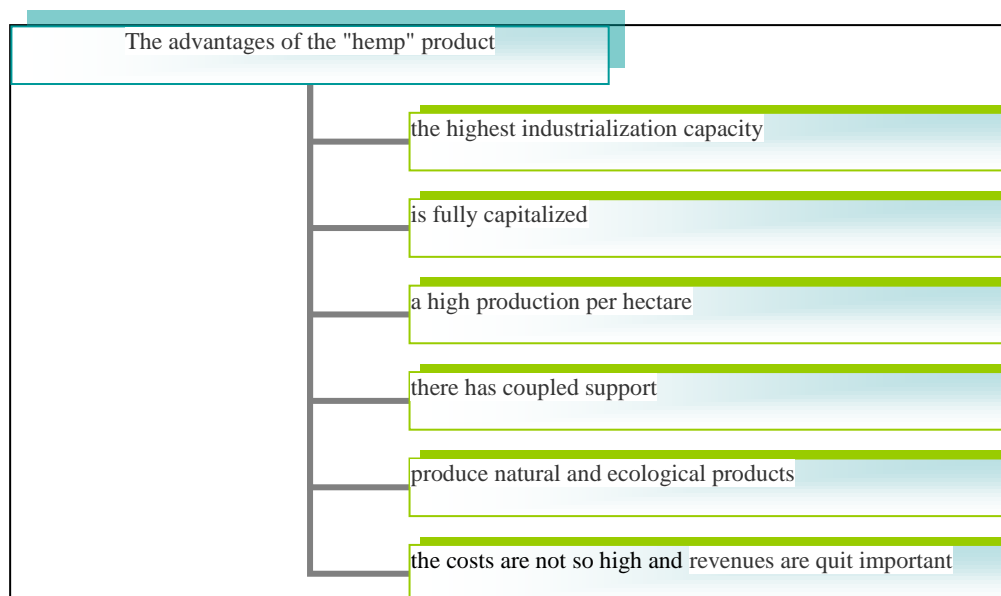 The advantages of the "hemp" product
the highest industrialization capacity
is fully capitalized
a high production per hectare
there has coupled support
produce natural and ecological products
the costs are not so high and revenues are quit important